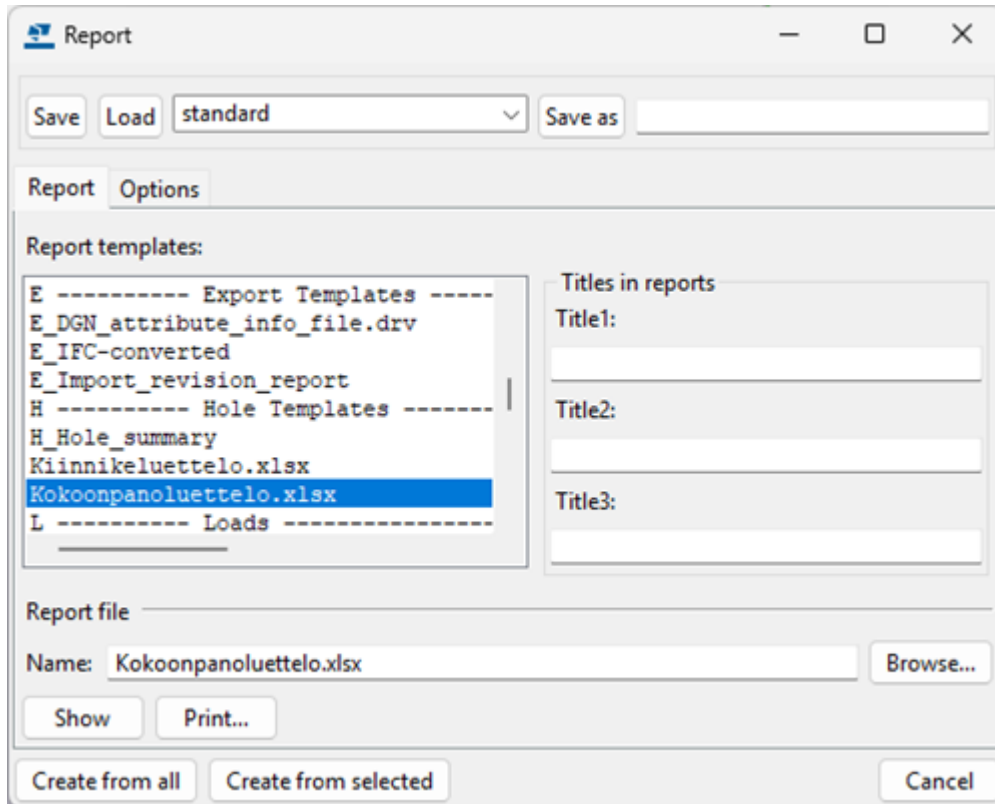 Report
Save Load standard Save as
Report Options
Report templates:
E ---------- Export Templates -----
E_DGN_attribute_info_file.drv
E_IFC-converted
E_Import_revision_report
H ---------- Hole Templates -------
H_Hole_summary
Kiinnikeluettelo.xlsx
Kokoonpanoluettelo.xlsx
L ---------- Loads ----------------
Titles in reports
Title1:
Title2:
Title3:
Report file
Name: Kokoonpanoluettelo.xlsx Browse...
Show Print...
Create from all Create from selected Cancel